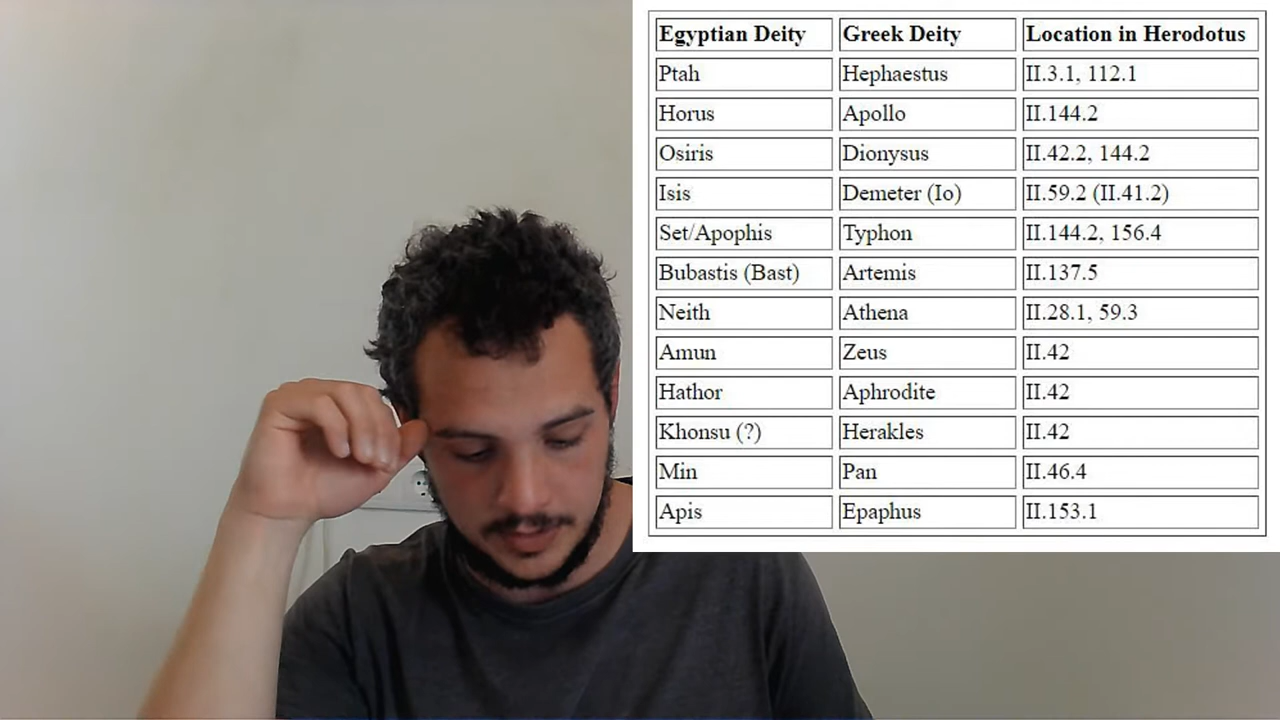 Egyptian Deity Greek Deity Location in Herodotus
Ptah Hephaestus II.3.1, 112.1
Horus Apollo II.144.2
Osiris Dionysus II.42.2, 144.2
Isis Demeter (Io) II.59.2 (II.41.2)
Set/Apophis Typhon II.144.2, 156.4
Bubastis (Bast) Artemis II.137.5
Neith Athena II.28.1, 59.3
Amun Zeus II.42
Hathor Aphrodite II.42
Khonsu (?) Herakles II.42
Min Pan II.46.4
Apis Epaphus II.153.1